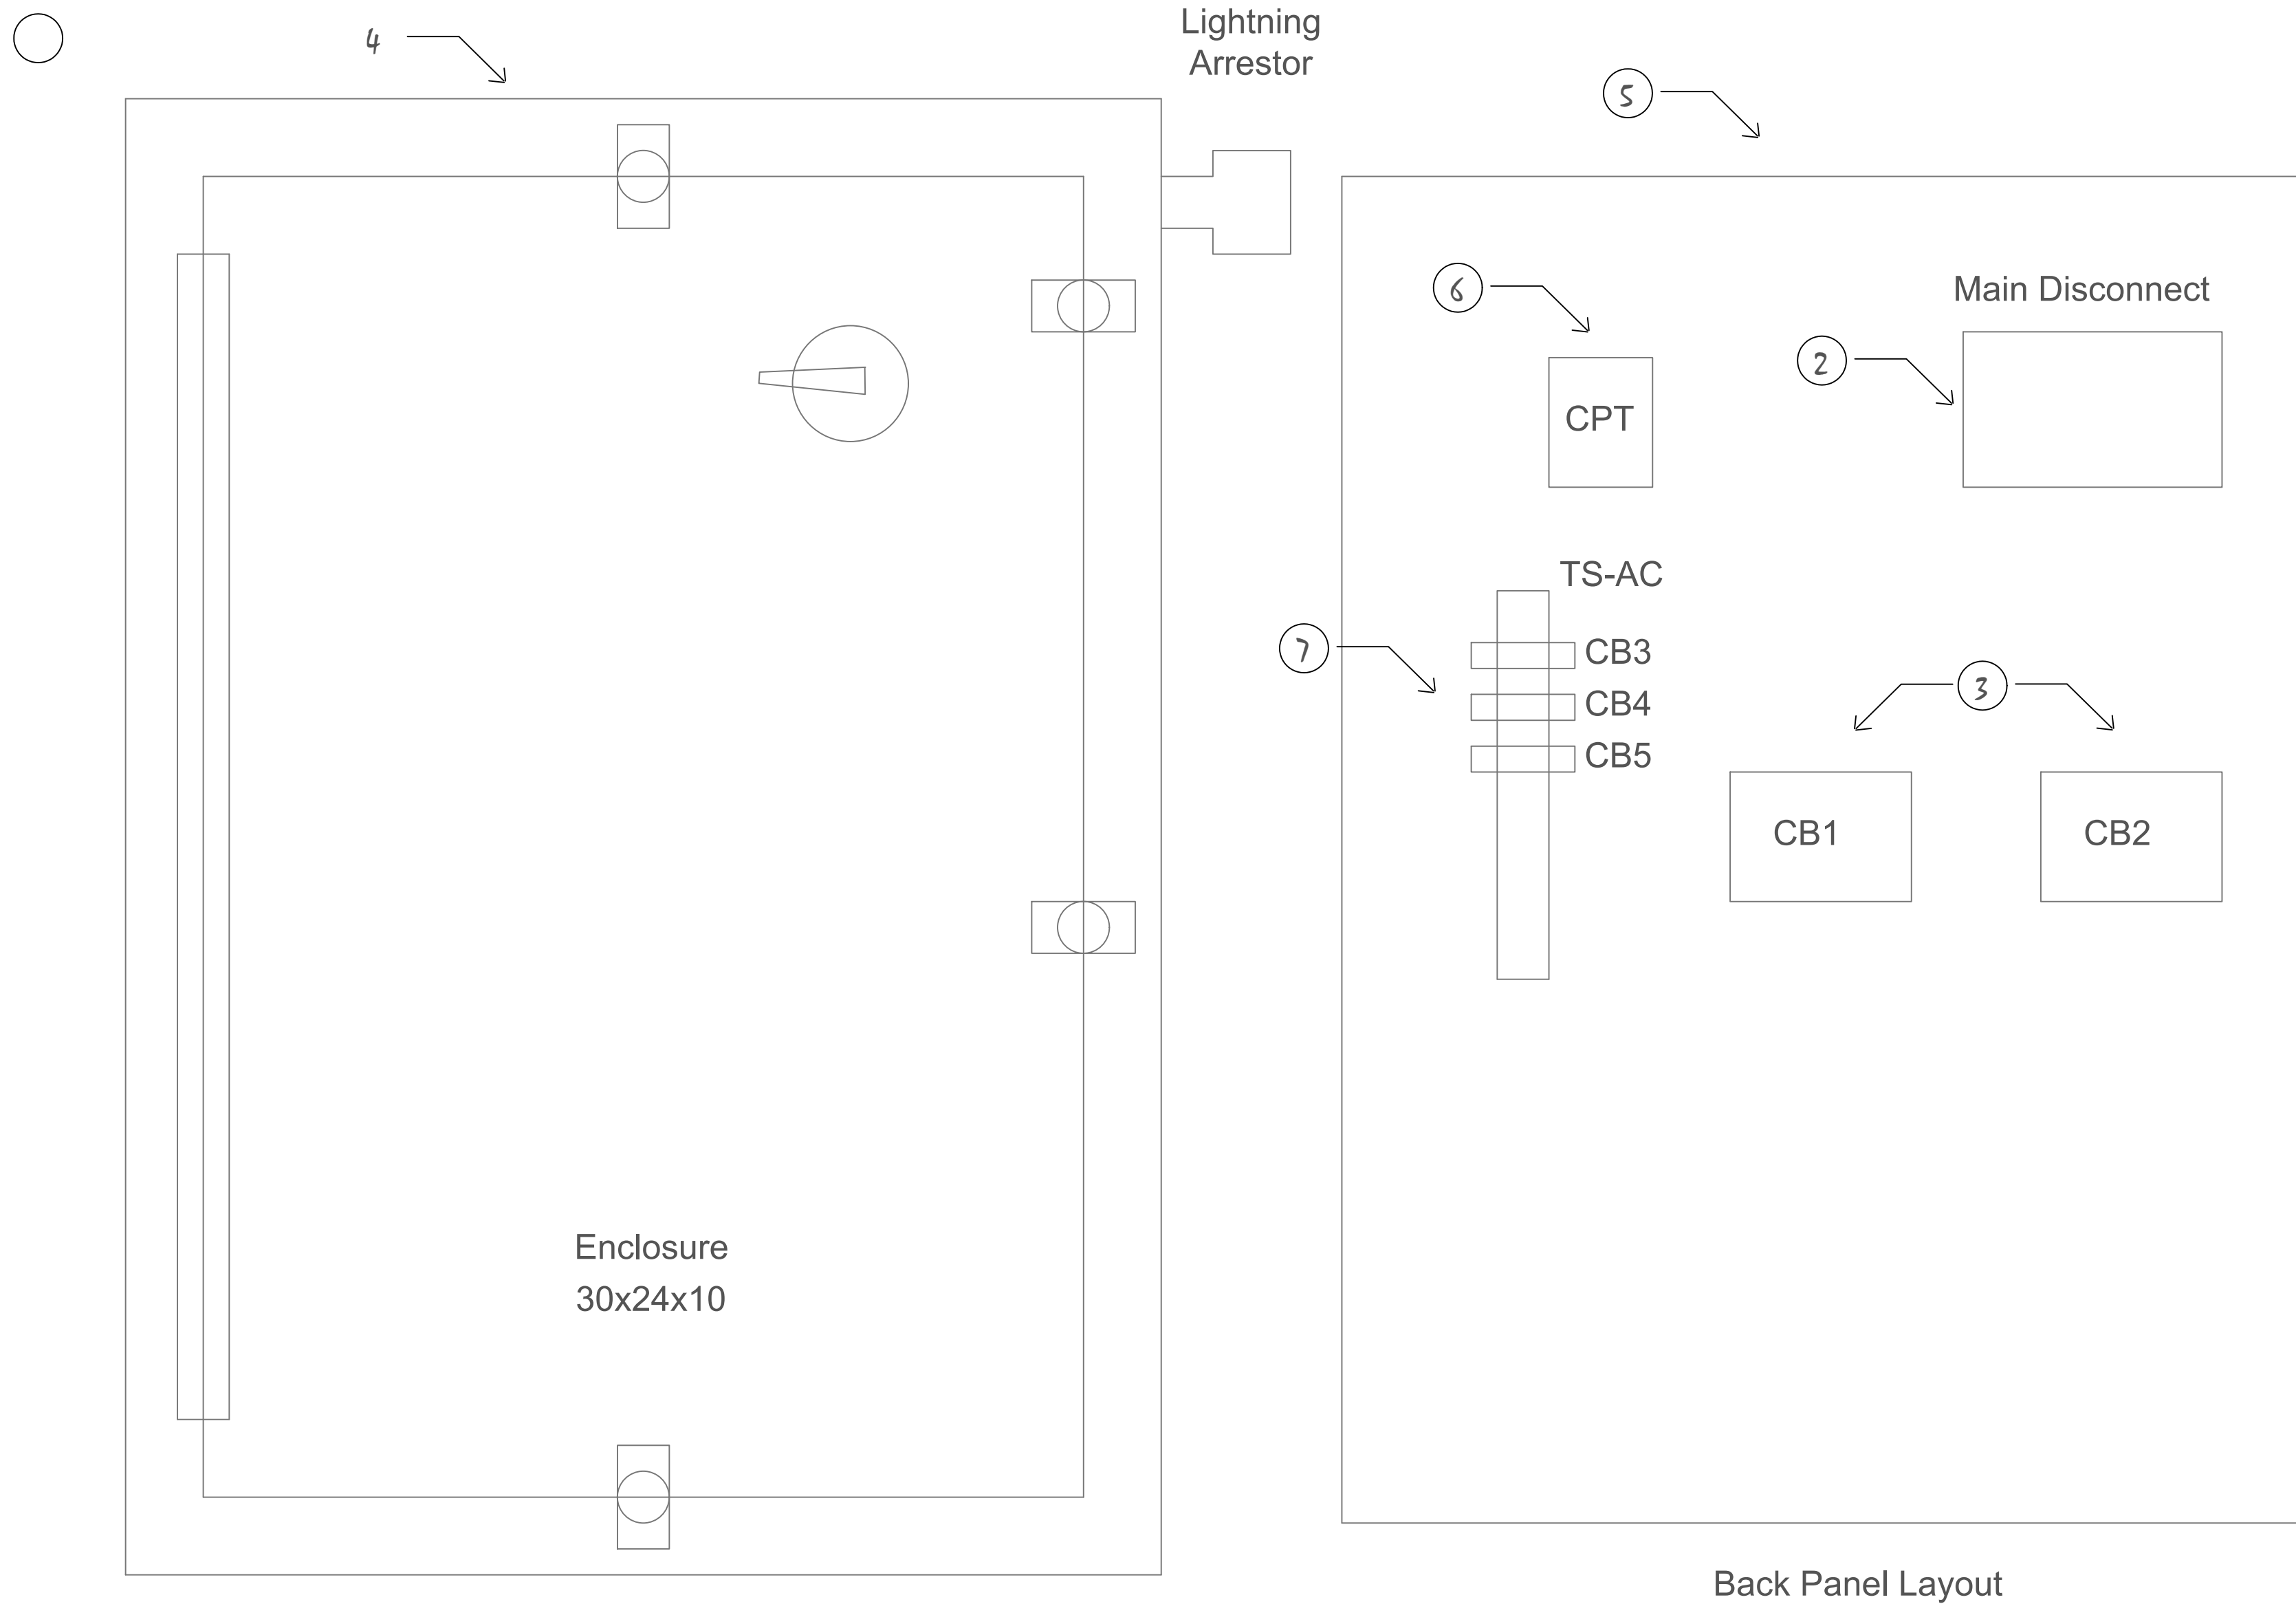 4
Lightning
Arrestor
5
6
Main Disconnect
2
CPT
TS-AC
7
CB3
CB4
CB5
3
CB1
CB2
Enclosure
30x24x10
Back Panel Layout